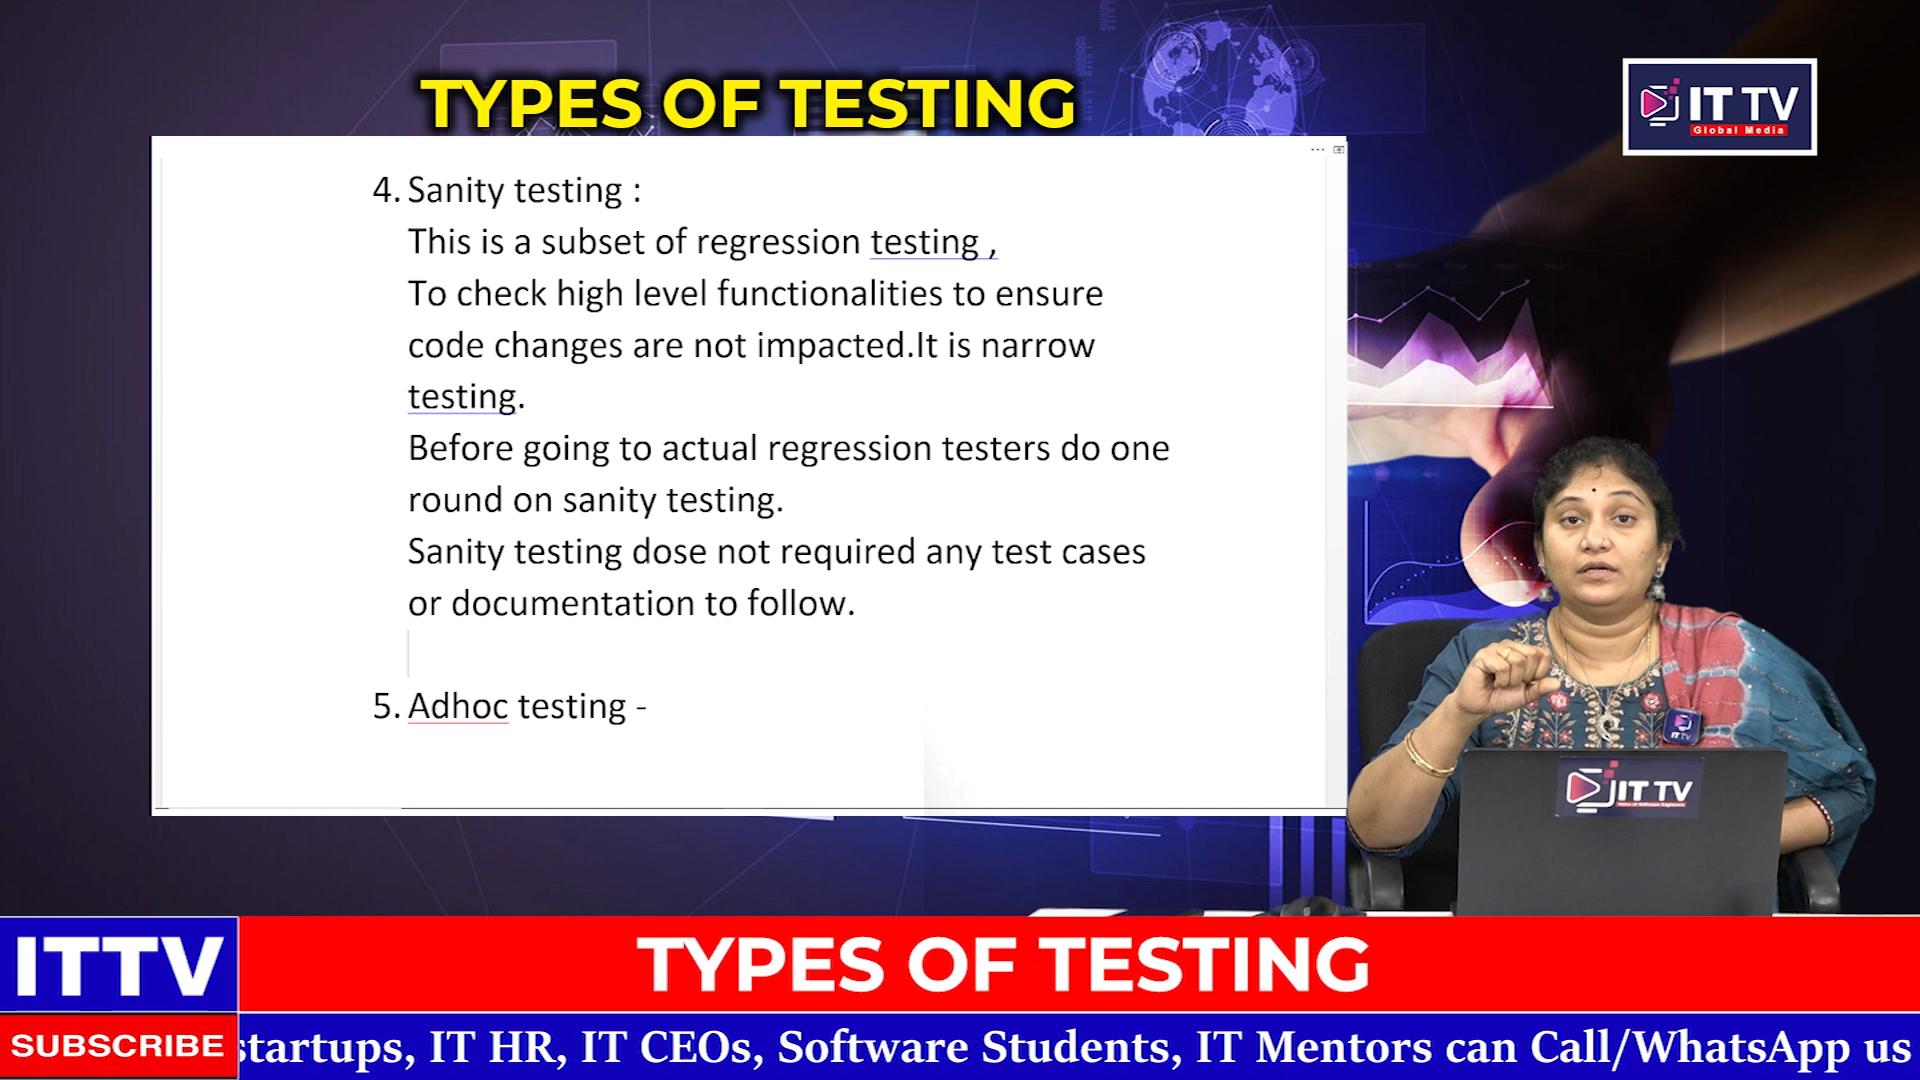 TYPES OF TESTING
IT TV
Global Media
4. Sanity testing :
This is a subset of regression testing ,
To check high level functionalities to ensure
code changes are not impacted.It is narrow
testing.
Before going to actual regression testers do one
round on sanity testing.
Sanity testing dose not required any test cases
or documentation to follow.
5. Adhoc testing -
IT TV
IT TV
ITTV
TYPES OF TESTING
SUBSCRIBE
startups, IT HR, IT CEOs, Software Students, IT Mentors can Call/WhatsApp us